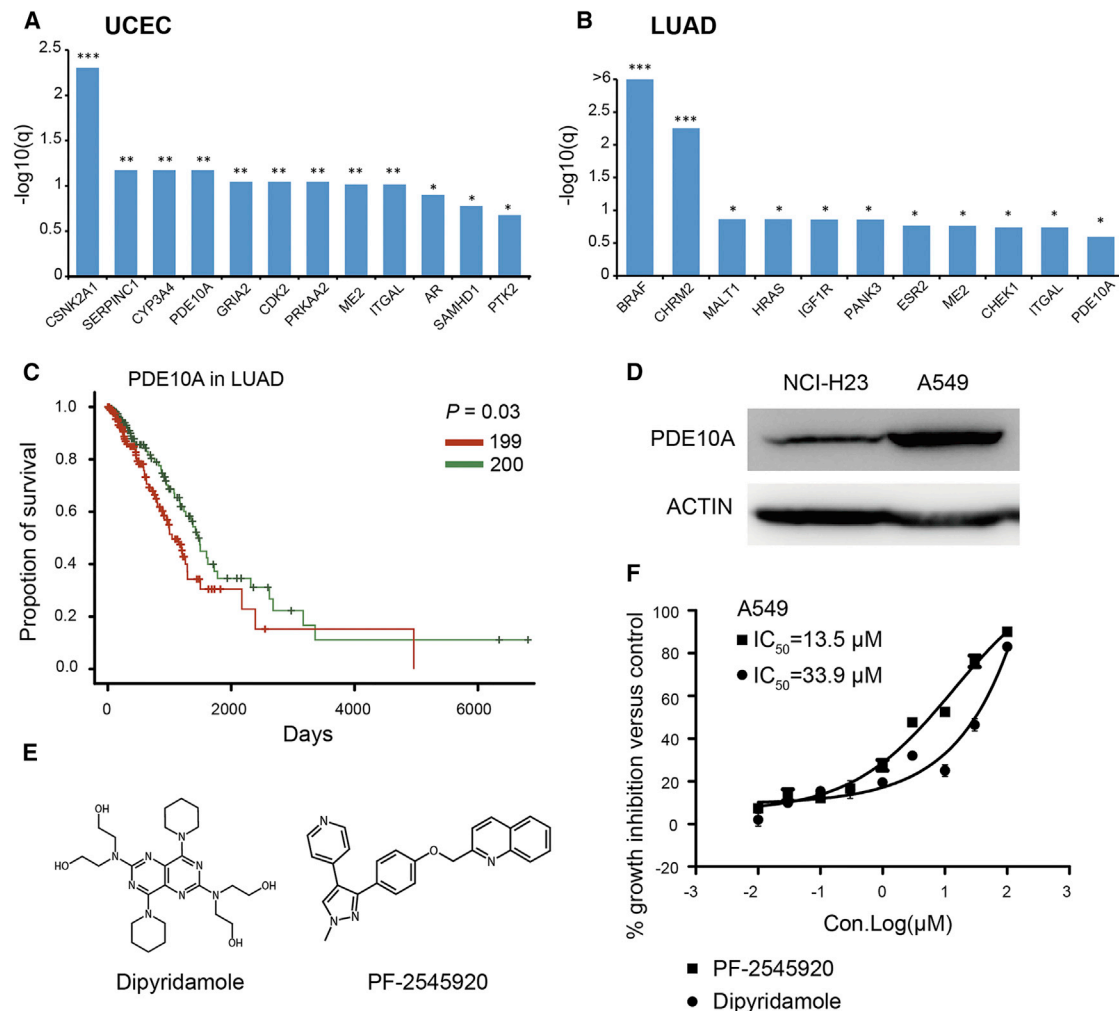 A UCEC
-log10(q)
2.5
2
1.5
1
0.5
0
***
**
**
**
**
**
**
**
**
*
*
*
CSNK2A1
SERPINC1
CYP3A4
PDE10A
GRIA2
CDK2
PRKAA2
ME2
ITGAL
AR
SAMHD1
PTK2
B LUAD
-log10(q)
>6
2.5
2
1.5
1
0.5
0
***
***
*
*
*
*
*
*
*
*
*
BRAF
CHRM2
MALT1
HRAS
IGF1R
PANK3
ESR2
ME2
CHEK1
ITGAL
PDE10A
C
PDE10A in LUAD
P = 0.03
199
200
Propotion of survival
1.0
0.8
0.6
0.4
0.2
0.0
0 2000 4000 6000
Days
D
NCI-H23 A549
PDE10A
ACTIN
E
OH
HO
N
N
N
N
N
N
N
N
OH
OH
Dipyridamole
N
N
N
O
N
PF-2545920
F
A549
IC50=13.5 µM
IC50=33.9 µM
% growth inhibition versus control
100
80
60
40
20
0
-20
-3 -2 -1 0 1 2 3
Con.Log(µM)
PF-2545920
Dipyridamole